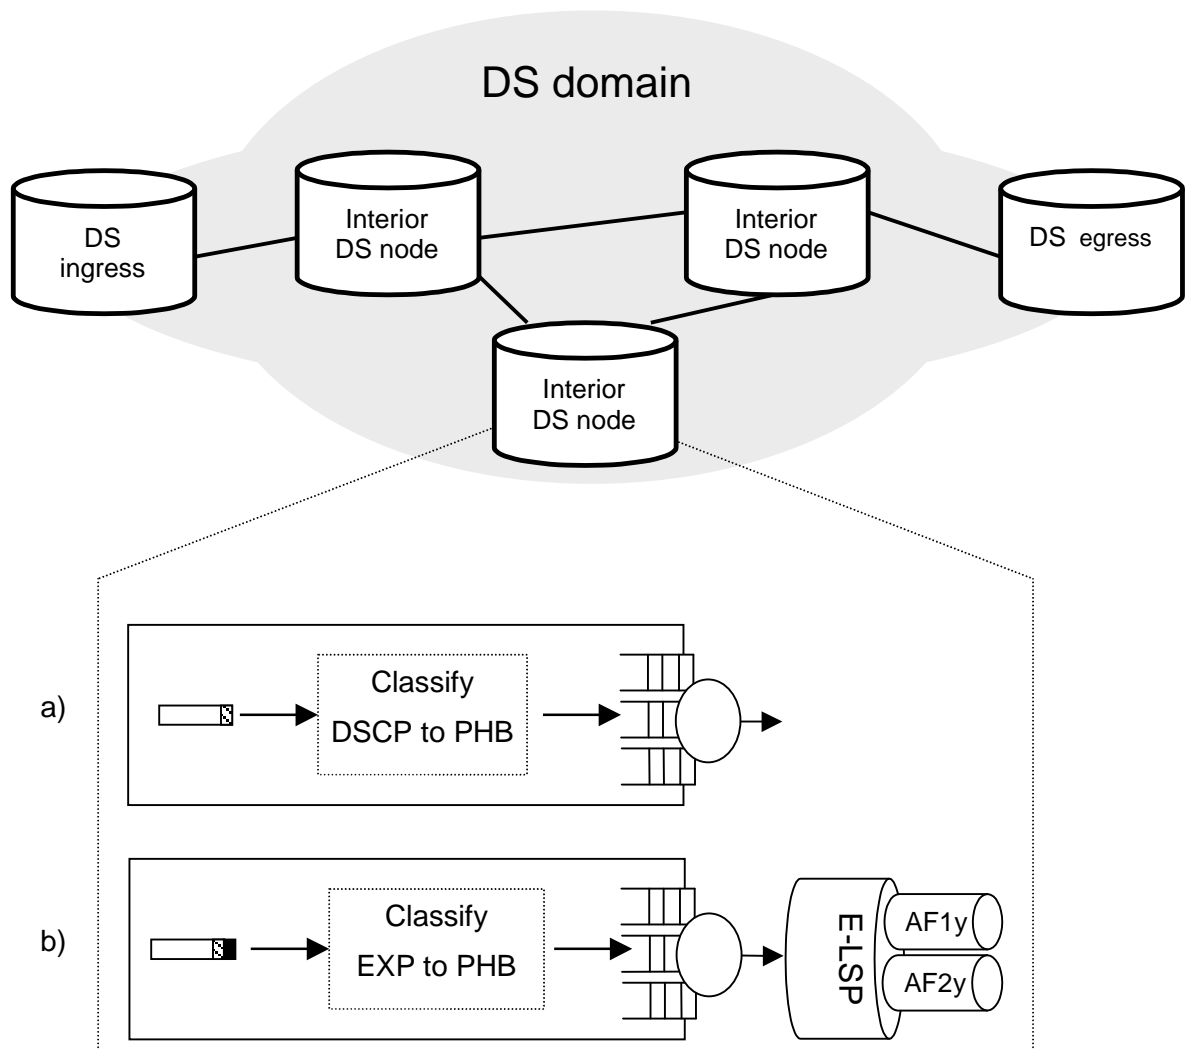 DS domain
DS
ingress
Interior
DS node
Interior
DS node
DS egress
Interior
DS node
a)
Classify
DSCP to PHB
b)
Classify
EXP to PHB
E-LSP
AF1y
AF2y